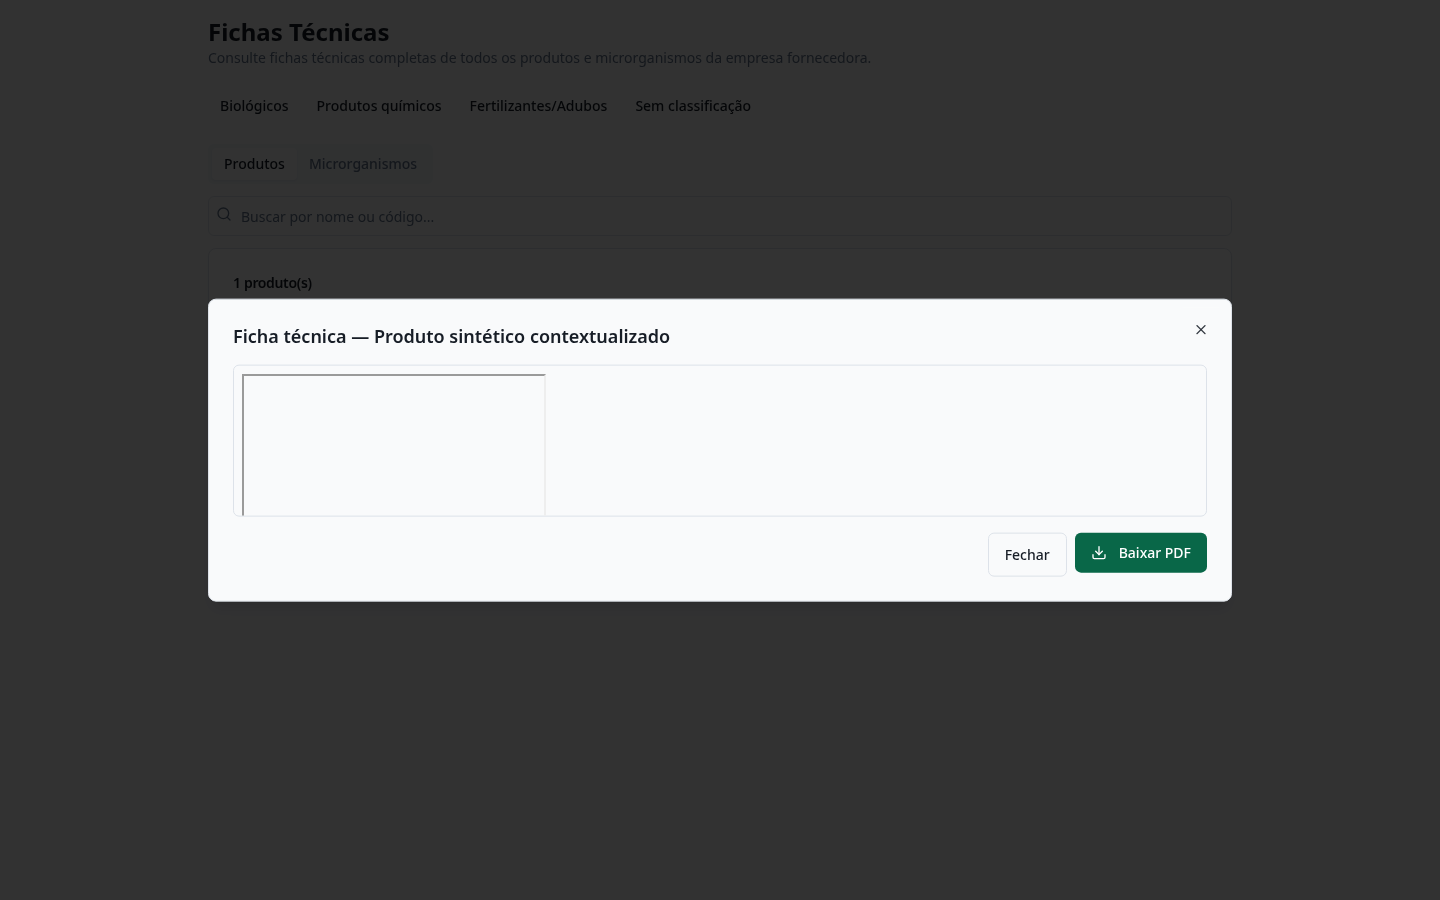 Fichas Técnicas
Consulte fichas técnicas completas de todos os produtos e microrganismos da empresa fornecedora.
Biológicos Produtos químicos Fertilizantes/Adubos Sem classificação
Produtos Microrganismos
Buscar por nome ou código...
1 produto(s)
Ficha técnica — Produto sintético contextualizado
Fechar Baixar PDF